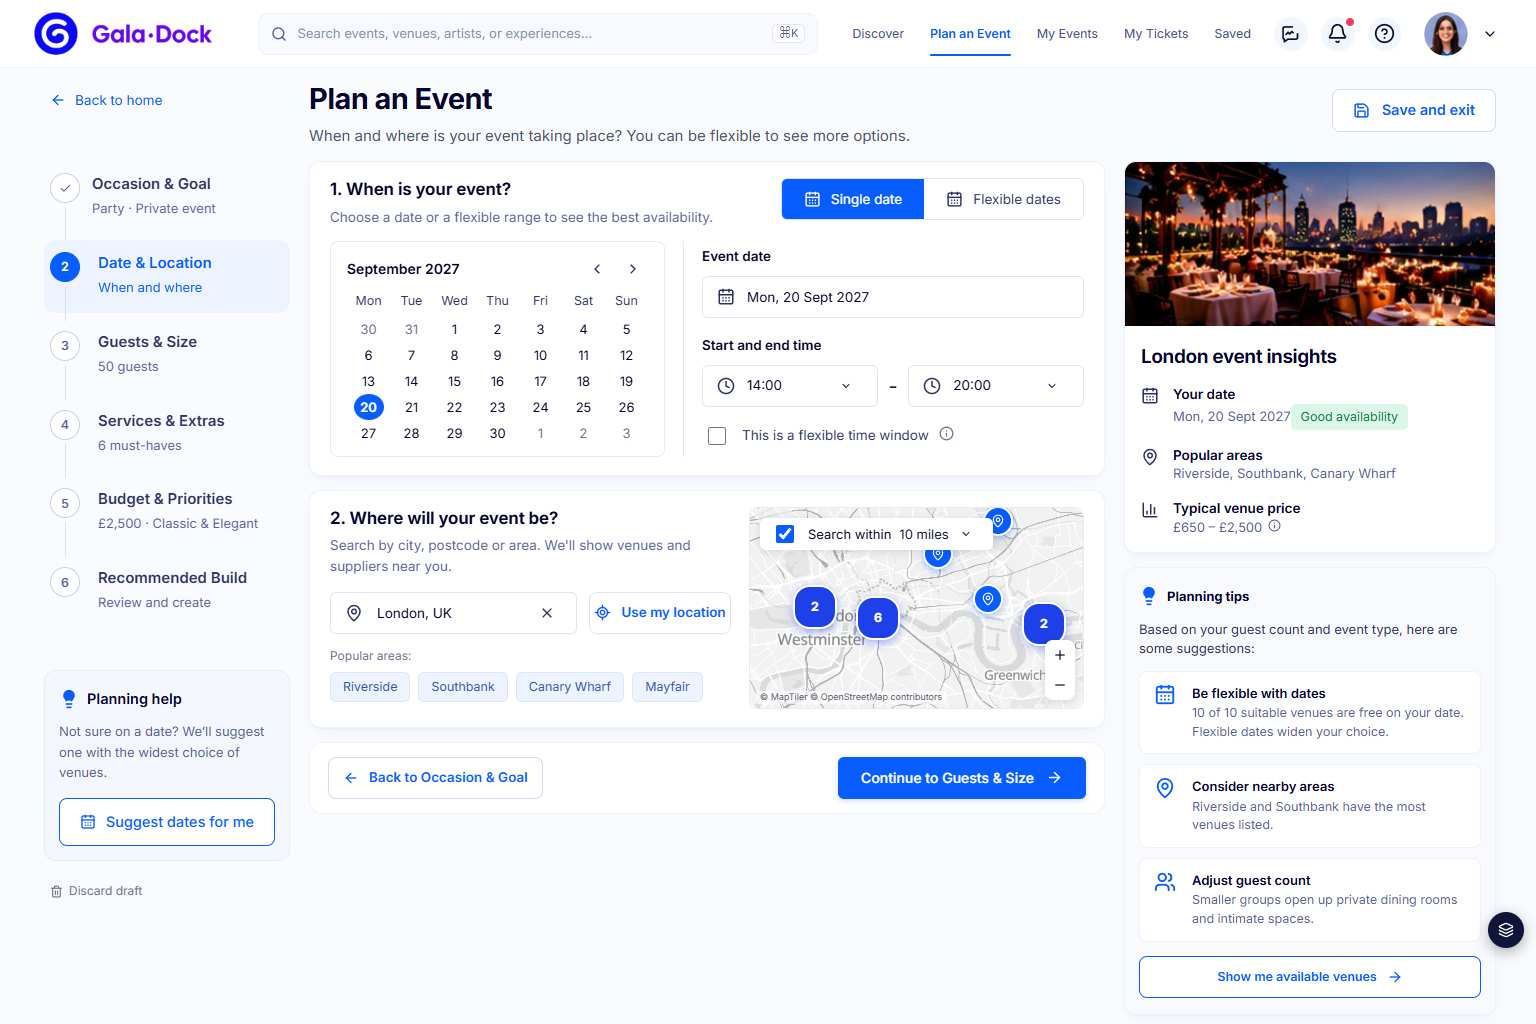 Gala·Dock
Search events, venues, artists, or experiences...
⌘K
Discover
Plan an Event
My Events
My Tickets
Saved
Back to home
Plan an Event
When and where is your event taking place? You can be flexible to see more options.
Save and exit
Occasion & Goal
Party · Private event
2
Date & Location
When and where
3
Guests & Size
50 guests
4
Services & Extras
6 must-haves
5
Budget & Priorities
£2,500 · Classic & Elegant
6
Recommended Build
Review and create
Planning help
Not sure on a date? We'll suggest
one with the widest choice of
venues.
Suggest dates for me
Discard draft
1. When is your event?
Choose a date or a flexible range to see the best availability.
Single date
Flexible dates
September 2027
Mon Tue Wed Thu Fri Sat Sun
30 31 1 2 3 4 5
6 7 8 9 10 11 12
13 14 15 16 17 18 19
20 21 22 23 24 25 26
27 28 29 30 1 2 3
Event date
Mon, 20 Sept 2027
Start and end time
14:00 – 20:00
This is a flexible time window
2. Where will your event be?
Search by city, postcode or area. We'll show venues and
suppliers near you.
London, UK
Use my location
Popular areas:
Riverside
Southbank
Canary Wharf
Mayfair
Search within 10 miles
2
6
2
Westminster
Greenwich
+
−
© MapTiler © OpenStreetMap contributors
Back to Occasion & Goal
Continue to Guests & Size
London event insights
Your date
Mon, 20 Sept 2027
Good availability
Popular areas
Riverside, Southbank, Canary Wharf
Typical venue price
£650 – £2,500
Planning tips
Based on your guest count and event type, here are
some suggestions:
Be flexible with dates
10 of 10 suitable venues are free on your date.
Flexible dates widen your choice.
Consider nearby areas
Riverside and Southbank have the most
venues listed.
Adjust guest count
Smaller groups open up private dining rooms
and intimate spaces.
Show me available venues